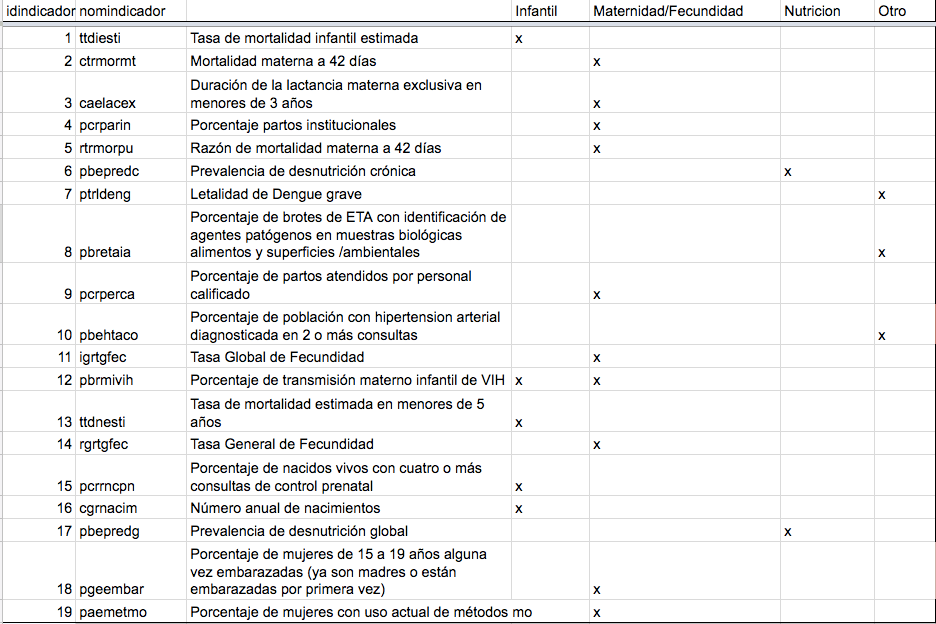 idindicador nomindicador Infantil Maternidad/Fecundidad Nutricion Otro
1 ttdiesti Tasa de mortalidad infantil estimada x
2 ctrmormt Mortalidad materna a 42 días x
Duración de la lactancia materna exclusiva en
3 caelacex menores de 3 años x
4 pcrparin Porcentaje partos institucionales x
5 rtrmorpu Razón de mortalidad materna a 42 días x
6 pbepredc Prevalencia de desnutrición crónica x
7 ptrldeng Letalidad de Dengue grave x
Porcentaje de brotes de ETA con identificación de
agentes patógenos en muestras biológicas
8 pbretaia alimentos y superficies /ambientales x
Porcentaje de partos atendidos por personal
9 pcrperca calificado x
Porcentaje de población con hipertension arterial
10 pbehtaco diagnosticada en 2 o más consultas x
11 igrtgfec Tasa Global de Fecundidad x
12 pbrmivih Porcentaje de transmisión materno infantil de VIH x x
Tasa de mortalidad estimada en menores de 5
13 ttdnesti años x
14 rgrtgfec Tasa General de Fecundidad x
Porcentaje de nacidos vivos con cuatro o más
15 pcrrncpn consultas de control prenatal x
16 cgrnacim Número anual de nacimientos x
17 pbepredg Prevalencia de desnutrición global x
Porcentaje de mujeres de 15 a 19 años alguna
vez embarazadas (ya son madres o están
18 pgeembar embarazadas por primera vez) x
19 paemetmo Porcentaje de mujeres con uso actual de métodos mo x